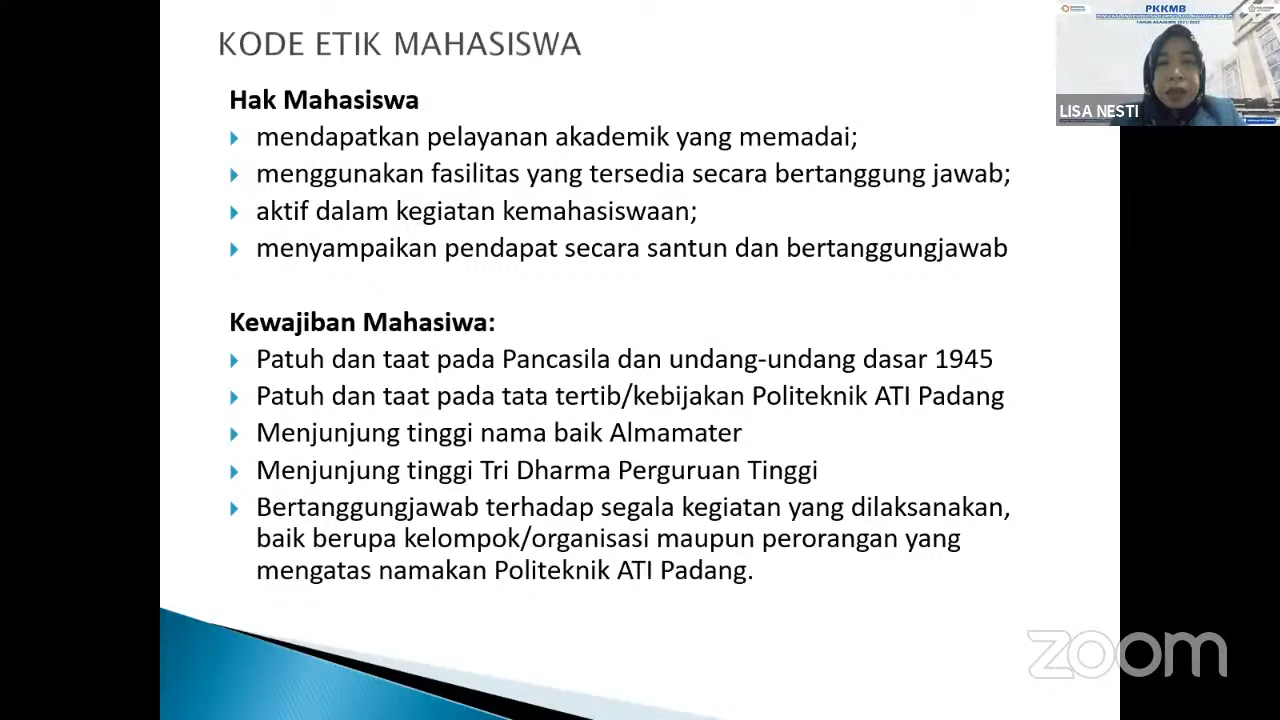 KODE ETIK MAHASISWA
Hak Mahasiswa
mendapatkan pelayanan akademik yang memadai;
menggunakan fasilitas yang tersedia secara bertanggung jawab;
aktif dalam kegiatan kemahasiswaan;
menyampaikan pendapat secara santun dan bertanggungjawab
Kewajiban Mahasiwa:
Patuh dan taat pada Pancasila dan undang-undang dasar 1945
Patuh dan taat pada tata tertib/kebijakan Politeknik ATI Padang
Menjunjung tinggi nama baik Almamater
Menjunjung tinggi Tri Dharma Perguruan Tinggi
Bertanggungjawab terhadap segala kegiatan yang dilaksanakan,
baik berupa kelompok/organisasi maupun perorangan yang
mengatas namakan Politeknik ATI Padang.
PKKMB
TAHUN AKADEMIK 2021/2022
LISA NESTI
zoom